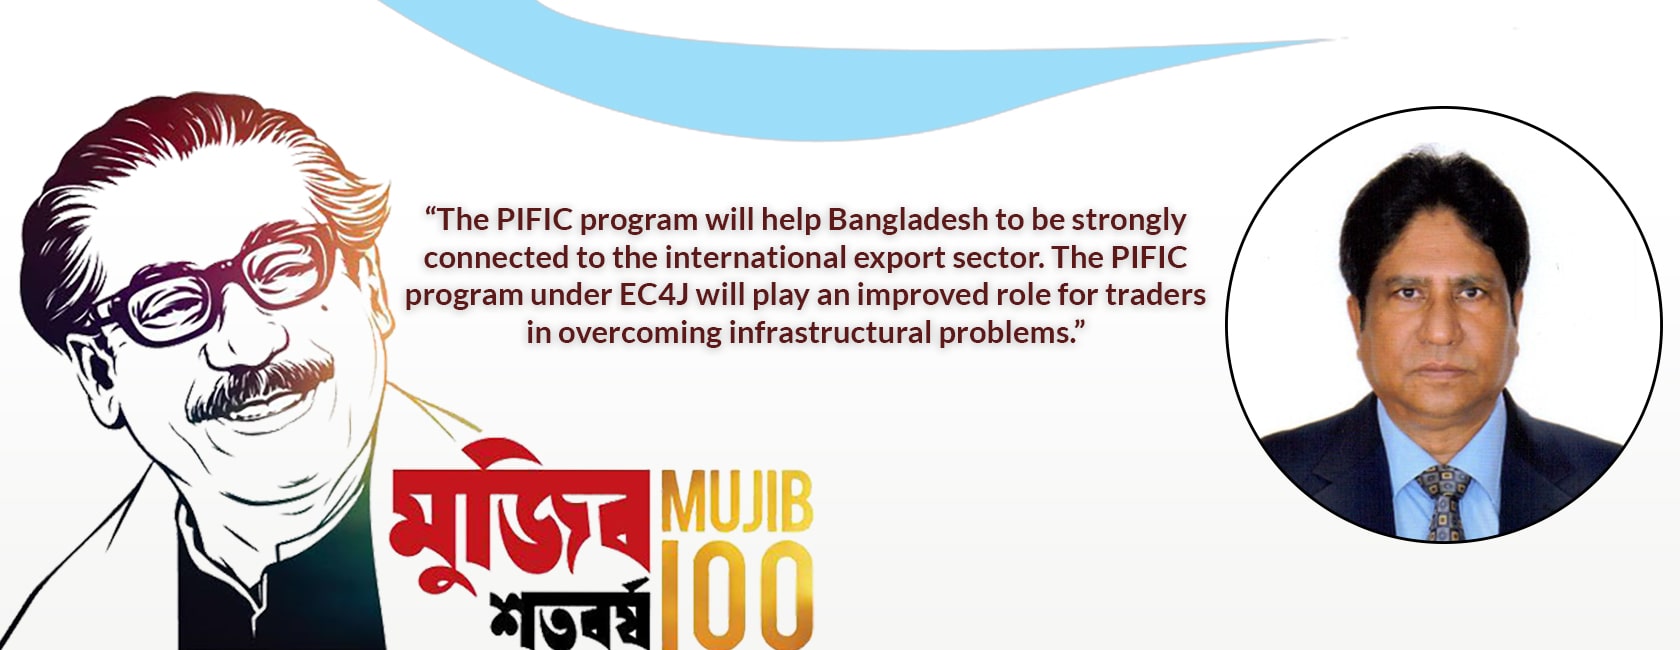 “The PIFIC program will help Bangladesh to be strongly
connected to the international export sector. The PIFIC
program under EC4J will play an improved role for traders
in overcoming infrastructural problems.”
মুজিব
শতবর্ষ
MUJIB
100